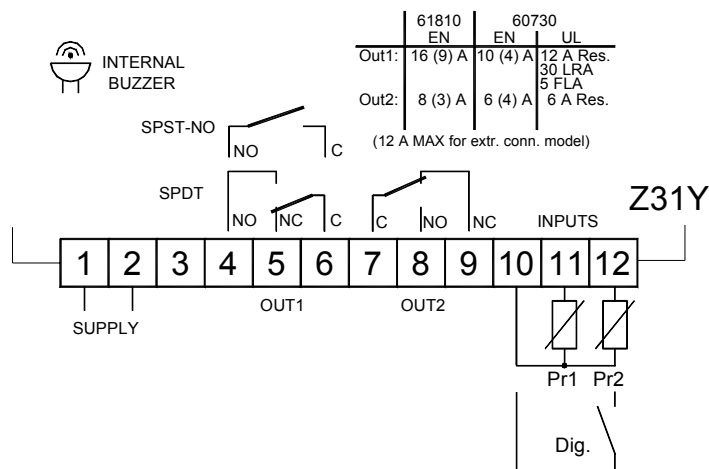 61810 60730
EN EN UL
Out1: 16 (9) A 10 (4) A 12 A Res.
30 LRA
5 FLA
Out2: 8 (3) A 6 (4) A 6 A Res.
(12 A MAX for extr. conn. model)
INTERNAL
BUZZER
SPST-NO
NO C
SPDT
NO NC C C NO NC
INPUTS
Z31Y
1 2 3 4 5 6 7 8 9 10 11 12
SUPPLY OUT1 OUT2
Pr1 Pr2
Dig.